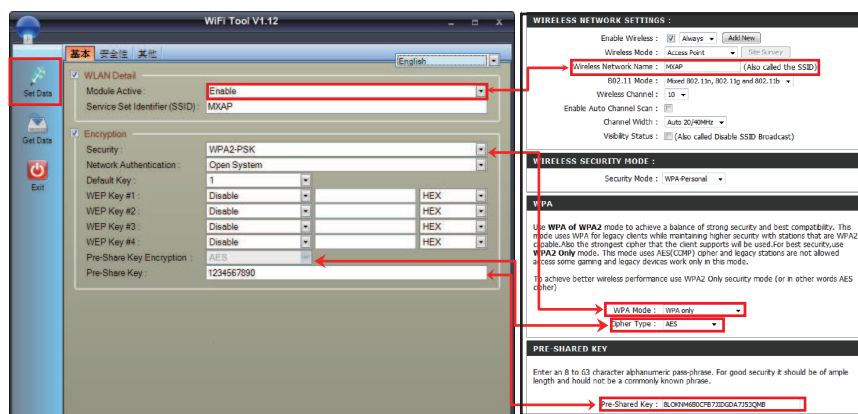 WiFi Tool V1.12
基本 安全性 其他
English
Set Data
Get Data
Exit
WLAN Detail
Module Active : Enable
Service Set Identifier (SSID) : MXAP
Encryption
Security : WPA2-PSK
Network Authentication : Open System
Default Key : 1
WEP Key #1 : Disable HEX
WEP Key #2 : Disable HEX
WEP Key #3 : Disable HEX
WEP Key #4 : Disable HEX
Pre-Share Key Encryption : AES
Pre-Share Key : 1234567890
WIRELESS NETWORK SETTINGS :
Enable Wireless : Always Add New
Wireless Mode : Access Point Site Survey
Wireless Network Name : MXAP (Also called the SSID)
802.11 Mode : Mixed 802.11n, 802.11g and 802.11b
Wireless Channel : 10
Enable Auto Channel Scan :
Channel Width : Auto 20/40MHz
Visibility Status : (Also called Disable SSID Broadcast)
WIRELESS SECURITY MODE :
Security Mode : WPA-Personal
WPA
Use WPA of WPA2 mode to achieve a balance of strong security and best compatibility. This
mode uses WPA for legacy clients while maintaining higher security with stations that are WPA2
capable.Also the strongest cipher that the client supports will be used.For best security,use
WPA2 Only mode. This mode uses AES(CCMP) cipher and legacy stations are not allowed
access some gaming and legacy devices work only in this mode.
To achieve better wireless performance use WPA2 Only security mode (or in other words AES
cipher)
WPA Mode : WPA only
Cipher Type : AES
PRE-SHARED KEY
Enter an 8 to 63 character alphanumeric pass-phrase. For good security it should be of ample
length and hould not be a commonly known phrase.
Pre-Shared Key :